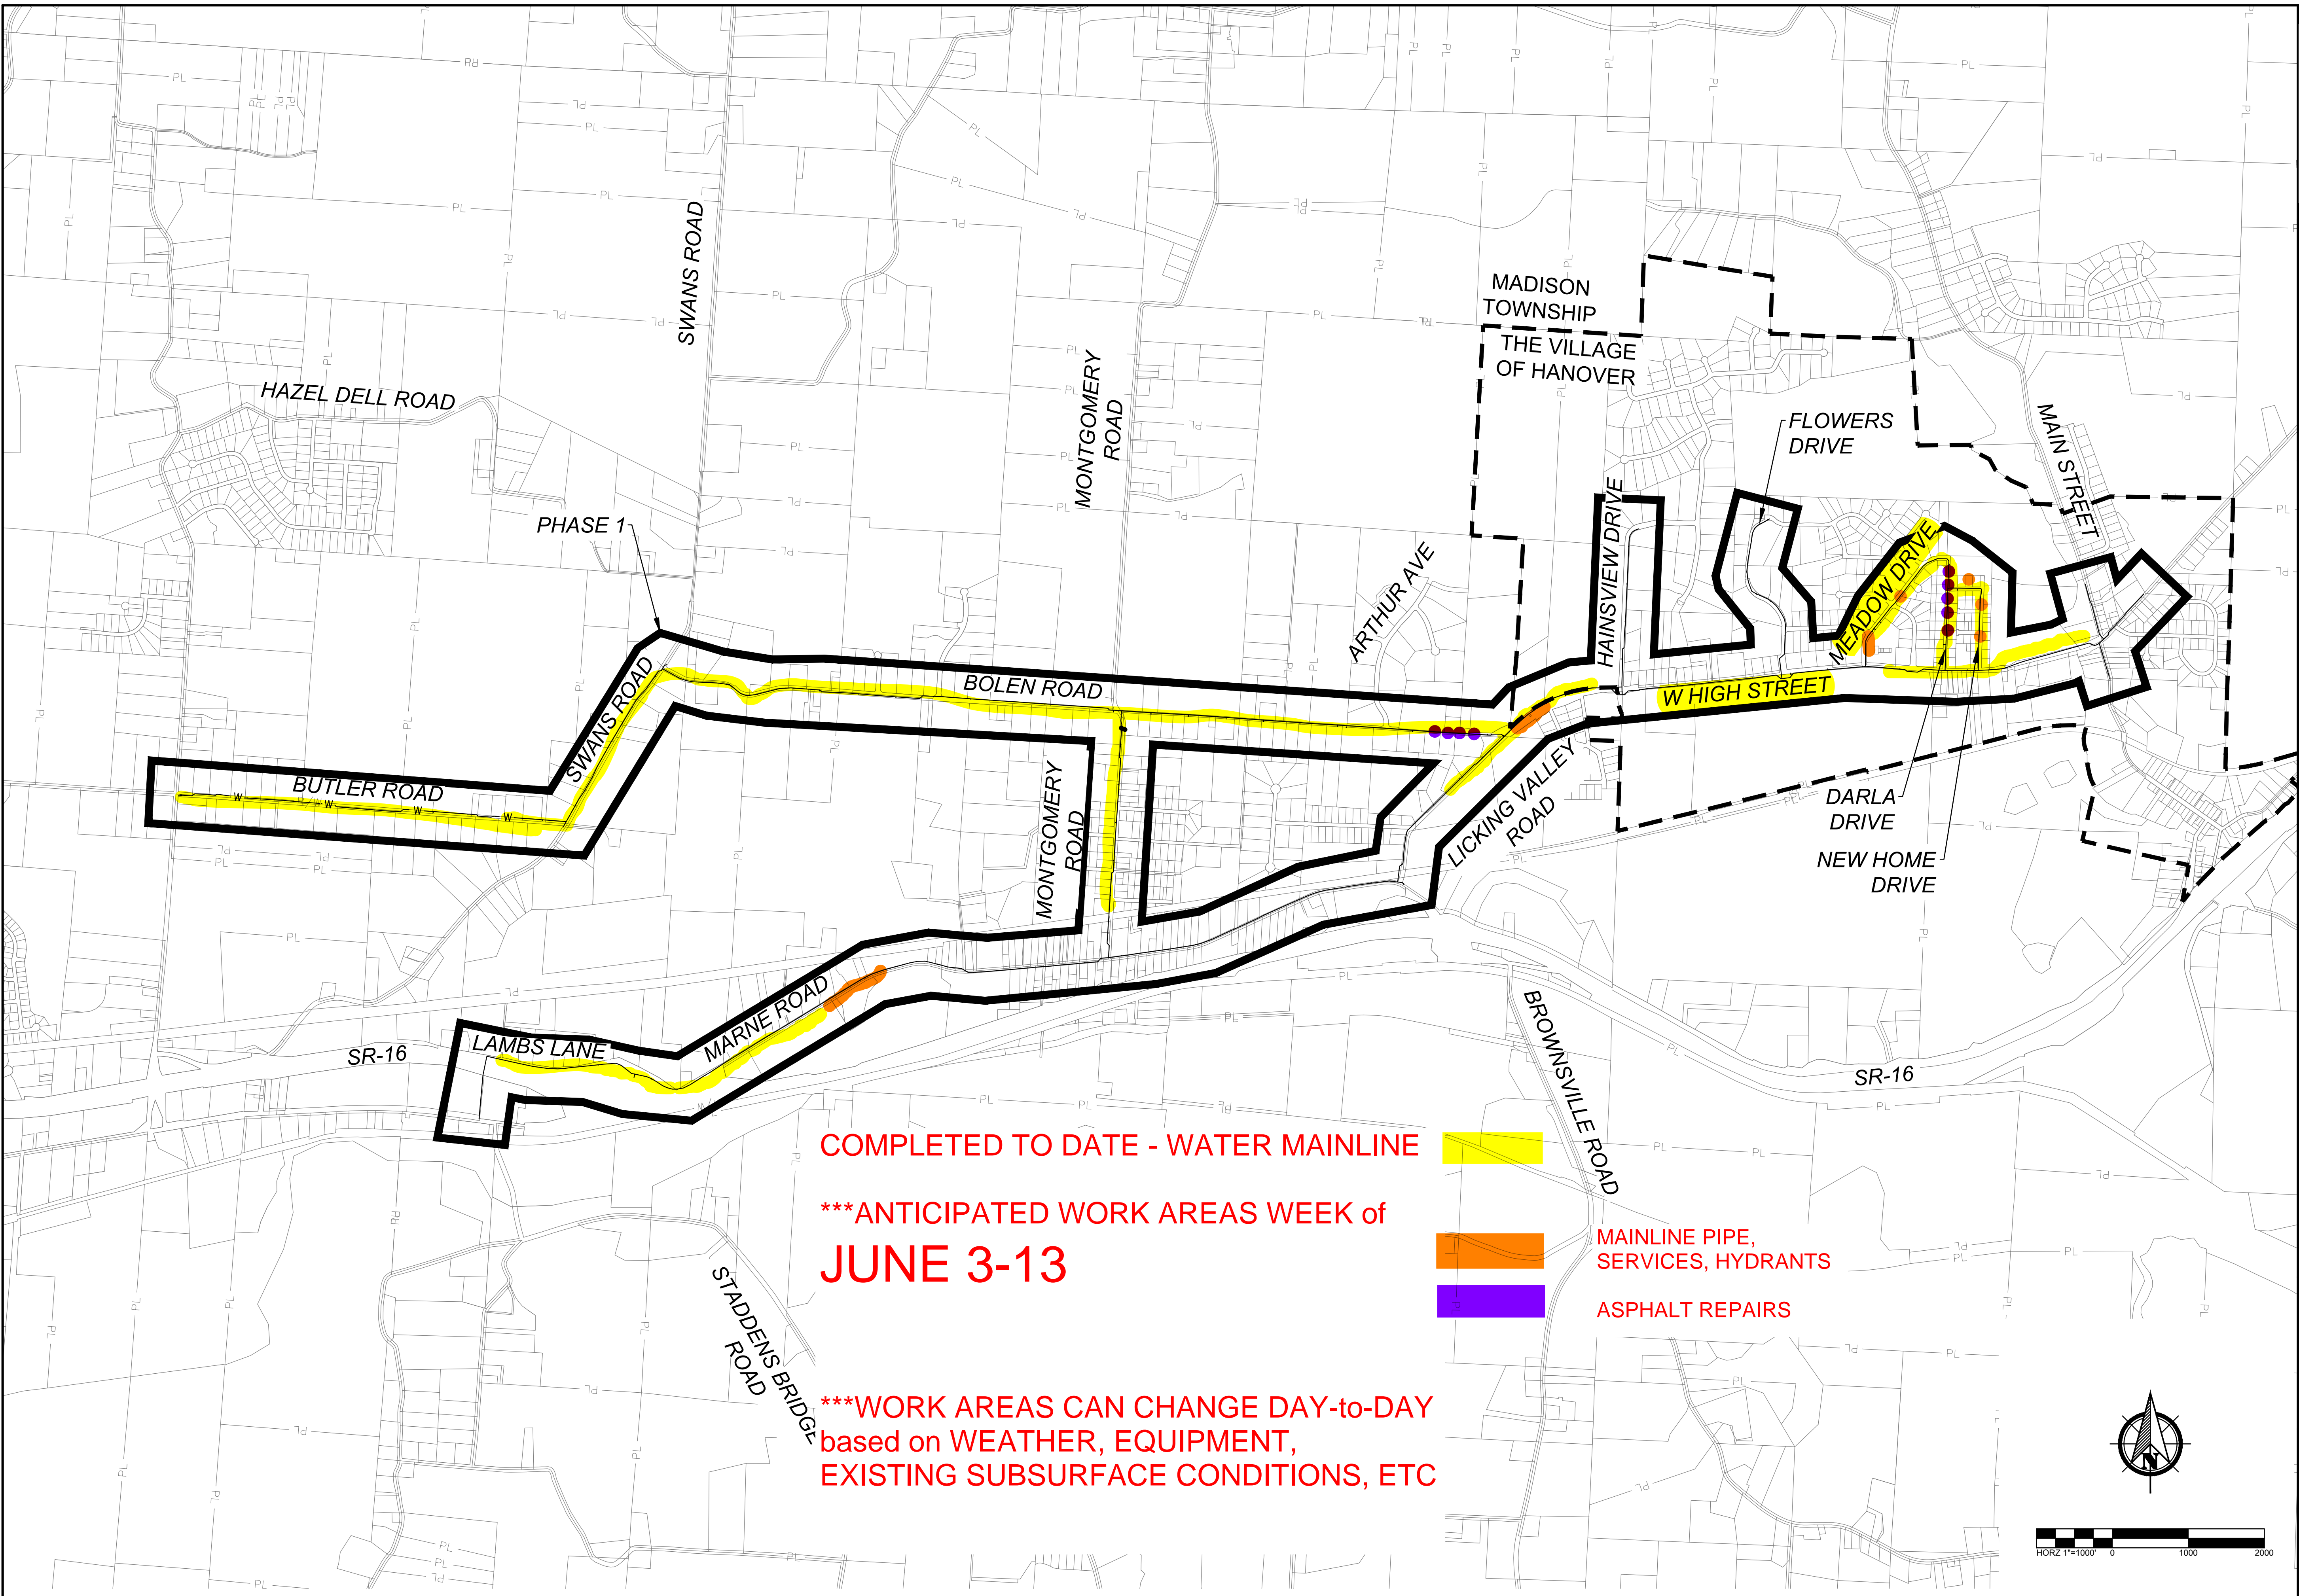 SWANS ROAD
HAZEL DELL ROAD
MONTGOMERY
ROAD
MADISON
TOWNSHIP
THE VILLAGE
OF HANOVER
FLOWERS
DRIVE
MAIN STREET
PHASE 1
HAINSVIEW DRIVE
ARTHUR AVE
MEADOW DRIVE
SWANS ROAD
BOLEN ROAD
W HIGH STREET
BUTLER ROAD
W W W W
MONTGOMERY
ROAD
LICKING VALLEY
ROAD
DARLA
DRIVE
NEW HOME
DRIVE
MARNE ROAD
LAMBS LANE
SR-16
BROWNSVILLE ROAD
SR-16
COMPLETED TO DATE - WATER MAINLINE
***ANTICIPATED WORK AREAS WEEK of
JUNE 3-13
MAINLINE PIPE,
SERVICES, HYDRANTS
ASPHALT REPAIRS
STADDENS BRIDGE
ROAD
***WORK AREAS CAN CHANGE DAY-to-DAY
based on WEATHER, EQUIPMENT,
EXISTING SUBSURFACE CONDITIONS, ETC
N
HORZ 1"=1000' 0 1000 2000
PL